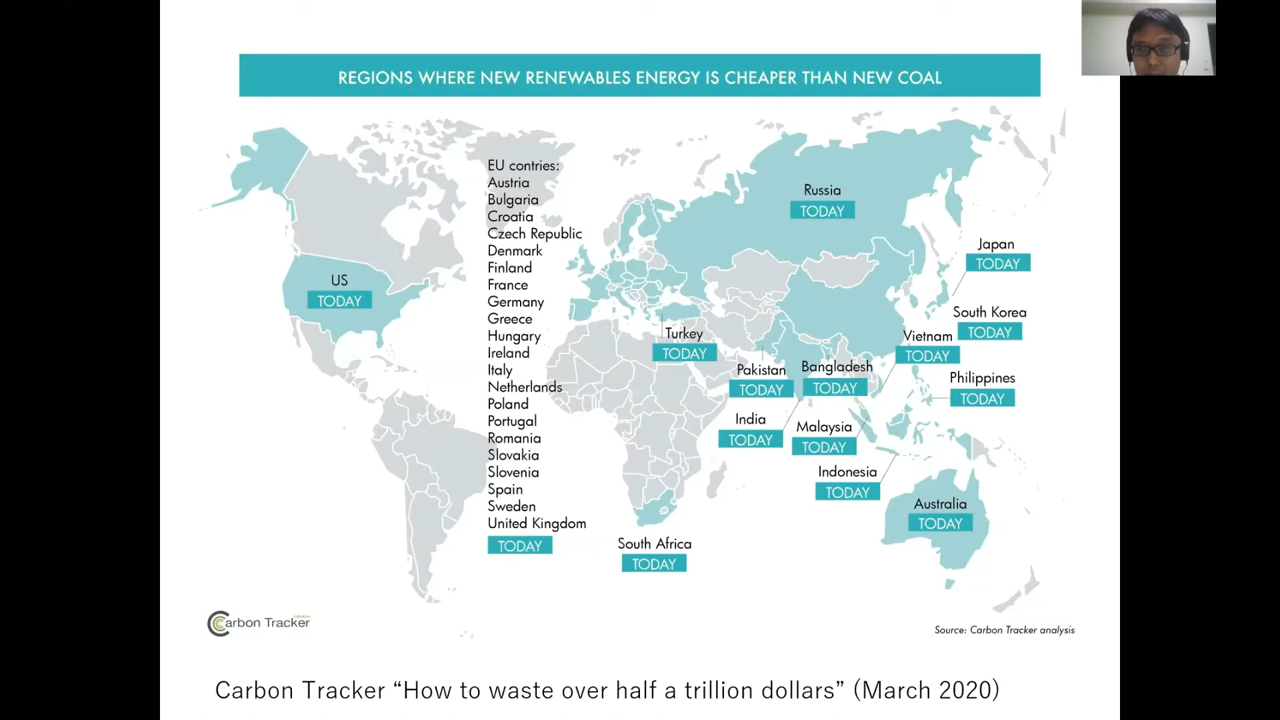 REGIONS WHERE NEW RENEWABLES ENERGY IS CHEAPER THAN NEW COAL
EU contries:
Austria
Bulgaria
Croatia
Czech Republic
Denmark
Finland
France
Germany
Greece
Hungary
Ireland
Italy
Netherlands
Poland
Portugal
Romania
Slovakia
Slovenia
Spain
Sweden
United Kingdom
TODAY
US
TODAY
Russia
TODAY
Japan
TODAY
South Korea
TODAY
Vietnam
TODAY
Turkey
TODAY
Pakistan
TODAY
Bangladesh
TODAY
Philippines
TODAY
India
TODAY
Malaysia
TODAY
Indonesia
TODAY
Australia
TODAY
South Africa
TODAY
Carbon Tracker
Source: Carbon Tracker analysis
Carbon Tracker “How to waste over half a trillion dollars” (March 2020)